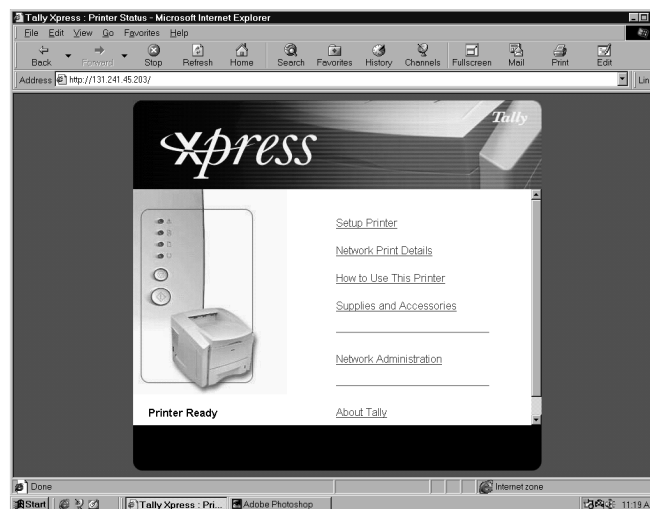 Tally Xpress : Printer Status - Microsoft Internet Explorer
File Edit View Go Favorites Help
Back Forward Stop Refresh Home Search Favorites History Channels Fullscreen Mail Print Edit
Address http://131.241.45.203/ Lin
Tally
Xpress
Setup Printer
Network Print Details
How to Use This Printer
Supplies and Accessories
Network Administration
Printer Ready About Tally
Done Internet zone
Start Tally Xpress : Pri... Adobe Photoshop 11:19 A